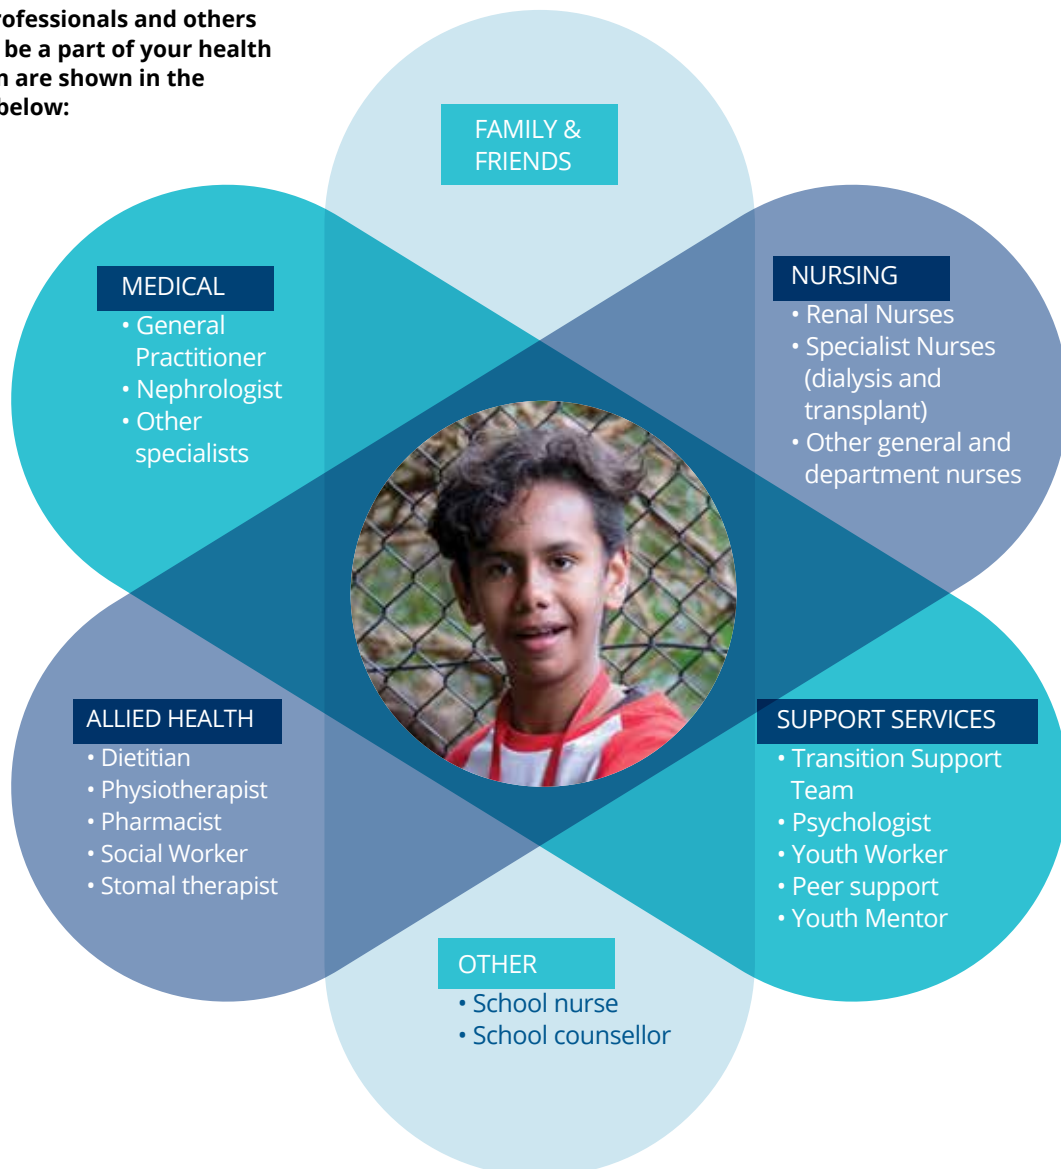 rofessionals and others
be a part of your health
are shown in the
below:
FAMILY &
FRIENDS
MEDICAL
• General
Practitioner
• Nephrologist
• Other
specialists
NURSING
• Renal Nurses
• Specialist Nurses
(dialysis and
transplant)
• Other general and
department nurses
ALLIED HEALTH
• Dietitian
• Physiotherapist
• Pharmacist
• Social Worker
• Stomal therapist
SUPPORT SERVICES
• Transition Support
Team
• Psychologist
• Youth Worker
• Peer support
• Youth Mentor
OTHER
• School nurse
• School counsellor